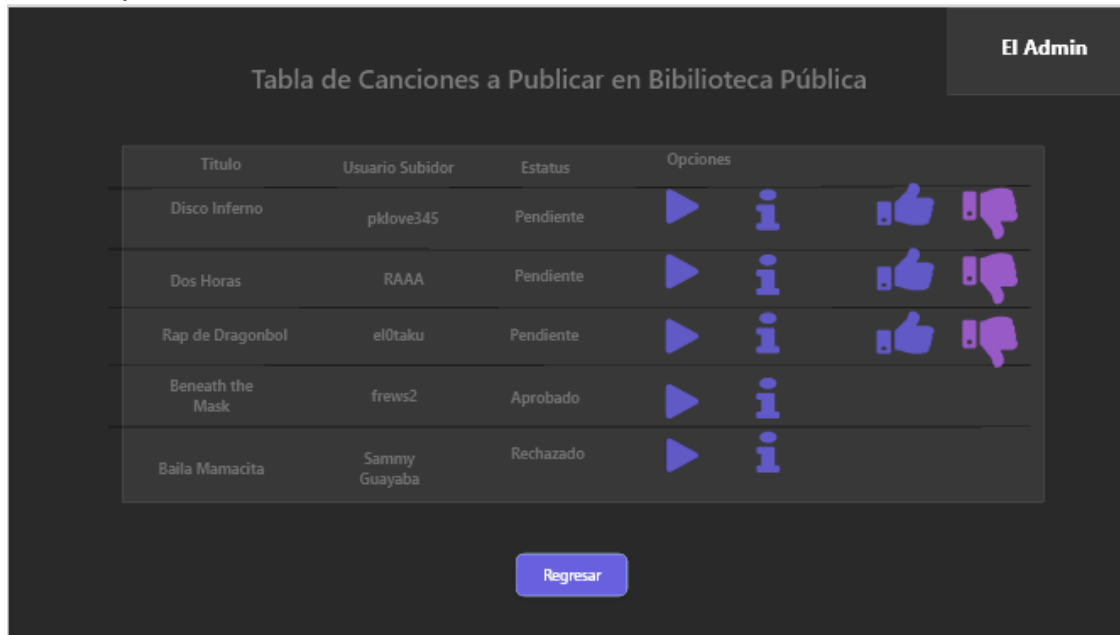 El Admin
Tabla de Canciones a Publicar en Bibilioteca Pública
Titulo Usuario Subidor Estatus Opciones
Disco Inferno pklove345 Pendiente
Dos Horas RAAA Pendiente
Rap de Dragonbol el0taku Pendiente
Beneath the
Mask frews2 Aprobado
Baila Mamacita Sammy
Guayaba Rechazado
Regresar